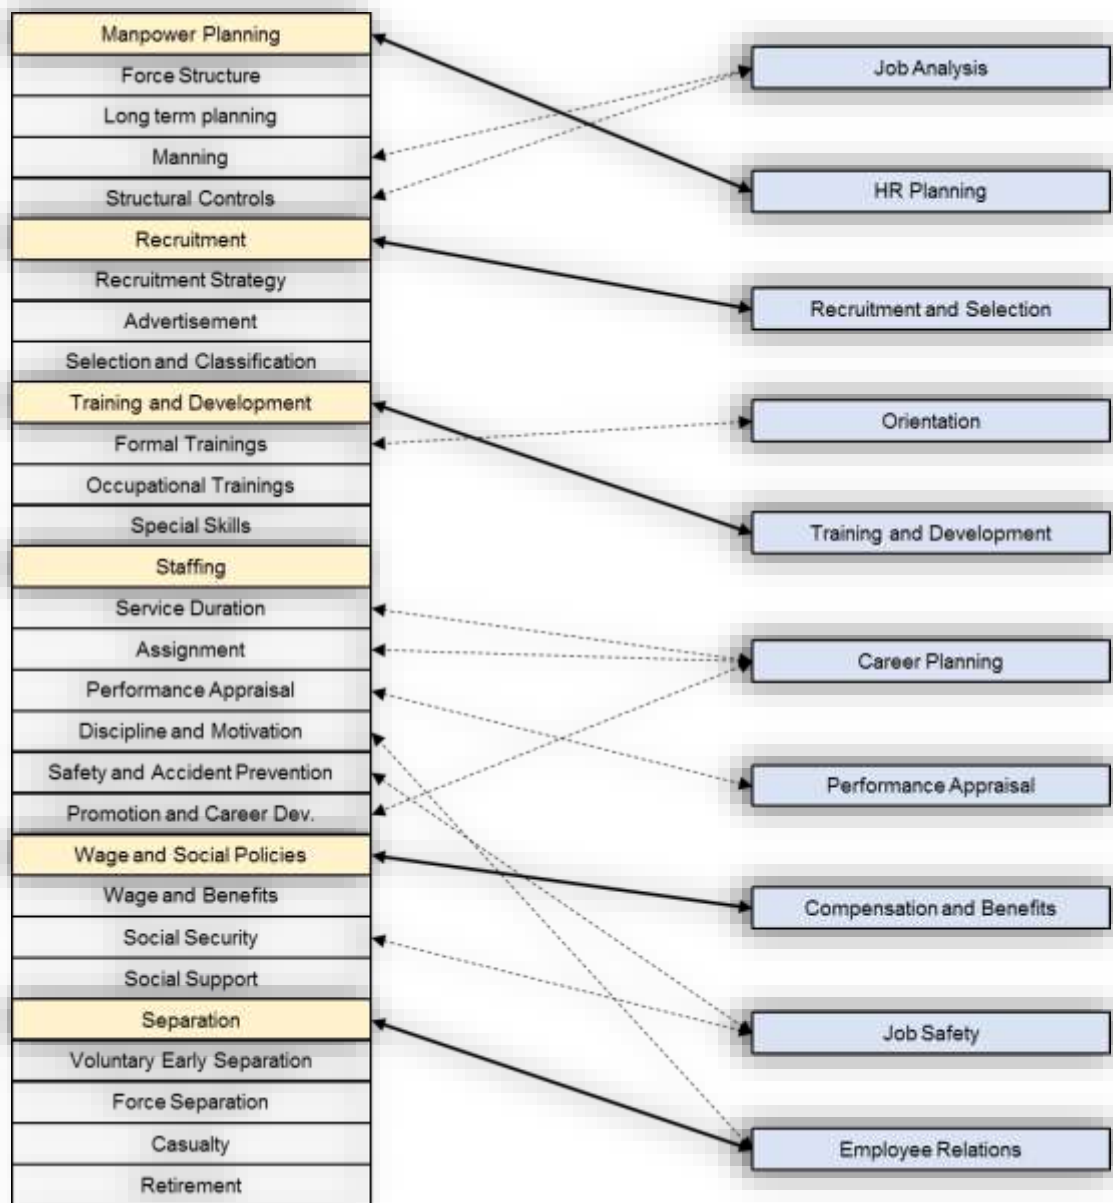 Manpower Planning
Force Structure
Long term planning
Manning
Structural Controls
Recruitment
Recruitment Strategy
Advertisement
Selection and Classification
Training and Development
Formal Trainings
Occupational Trainings
Special Skills
Staffing
Service Duration
Assignment
Performance Appraisal
Discipline and Motivation
Safety and Accident Prevention
Promotion and Career Dev.
Wage and Social Policies
Wage and Benefits
Social Security
Social Support
Separation
Voluntary Early Separation
Force Separation
Casualty
Retirement
Job Analysis
HR Planning
Recruitment and Selection
Orientation
Training and Development
Career Planning
Performance Appraisal
Compensation and Benefits
Job Safety
Employee Relations